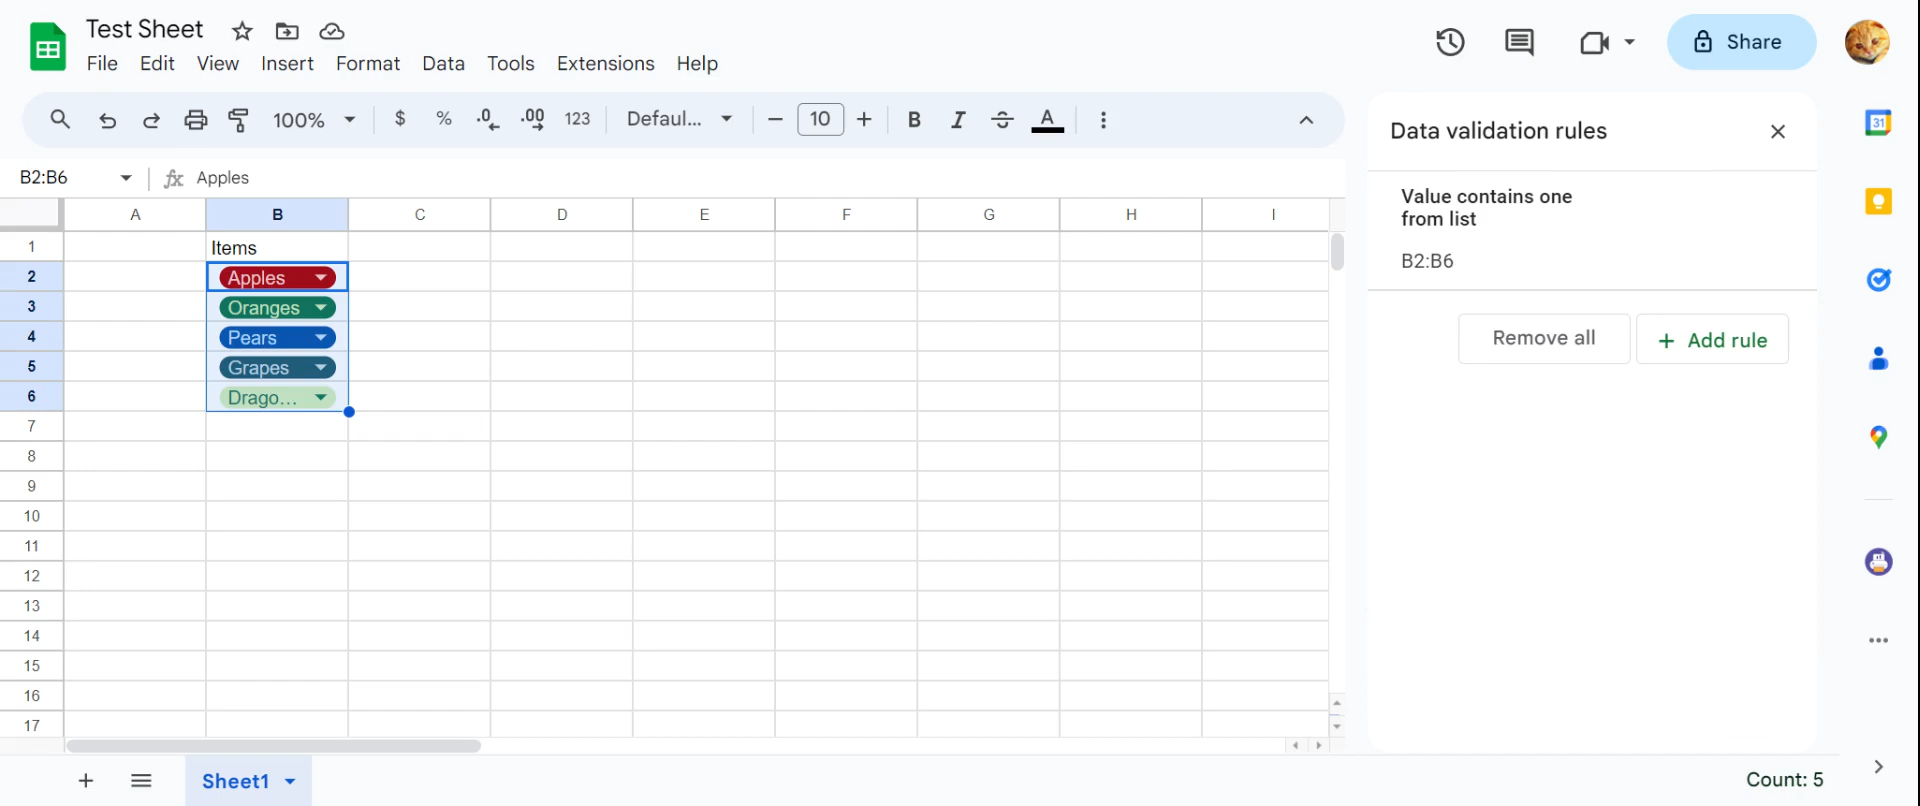 Test Sheet
File Edit View Insert Format Data Tools Extensions Help
Share
100% $ % .0 .00 123 Defaul... 10 B I A
Data validation rules
B2:B6 fx Apples
Value contains one
from list
B2:B6
Remove all
Add rule
A B C D E F G H I
1 Items
2 Apples
3 Oranges
4 Pears
5 Grapes
6 Drago...
7
8
9
10
11
12
13
14
15
16
17
31
Sheet1
Count: 5